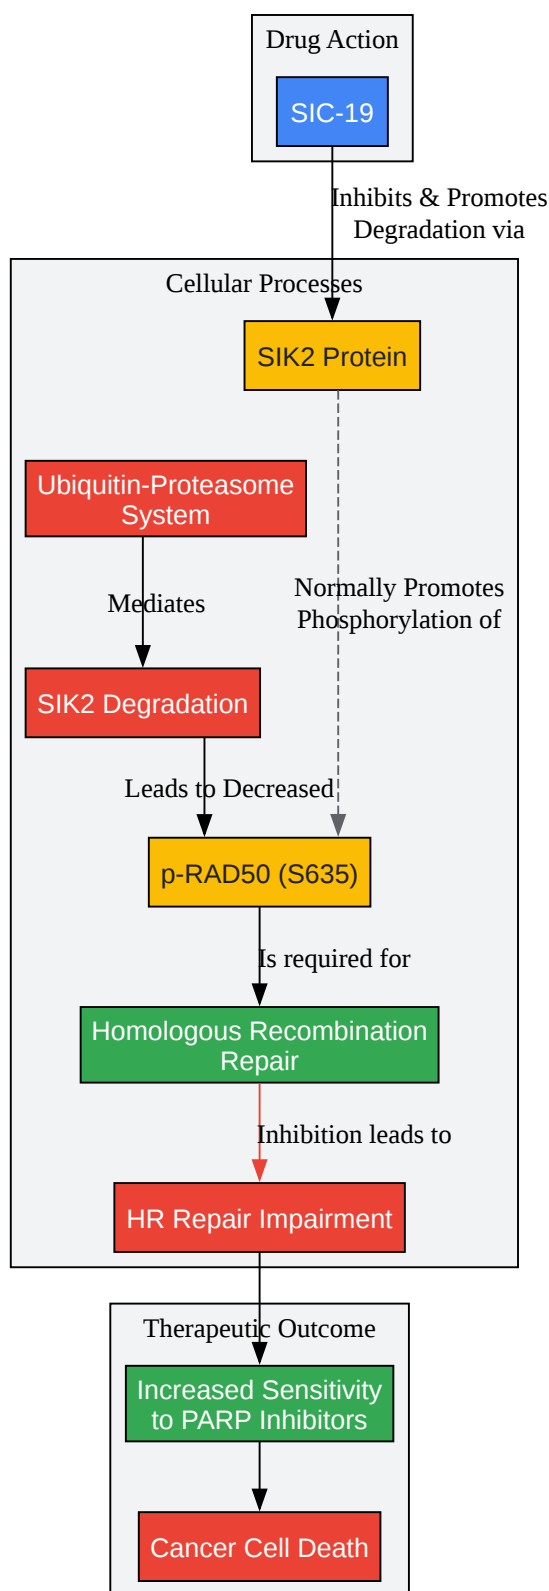 Drug Action
SIC-19
Inhibits & Promotes
Degradation via
Cellular Processes
SIK2 Protein
Ubiquitin-Proteasome
System
Normally Promotes
Phosphorylation of
Mediates
SIK2 Degradation
Leads to Decreased
p-RAD50 (S635)
Is required for
Homologous Recombination
Repair
Inhibition leads to
HR Repair Impairment
Therapeutic Outcome
Increased Sensitivity
to PARP Inhibitors
Cancer Cell Death